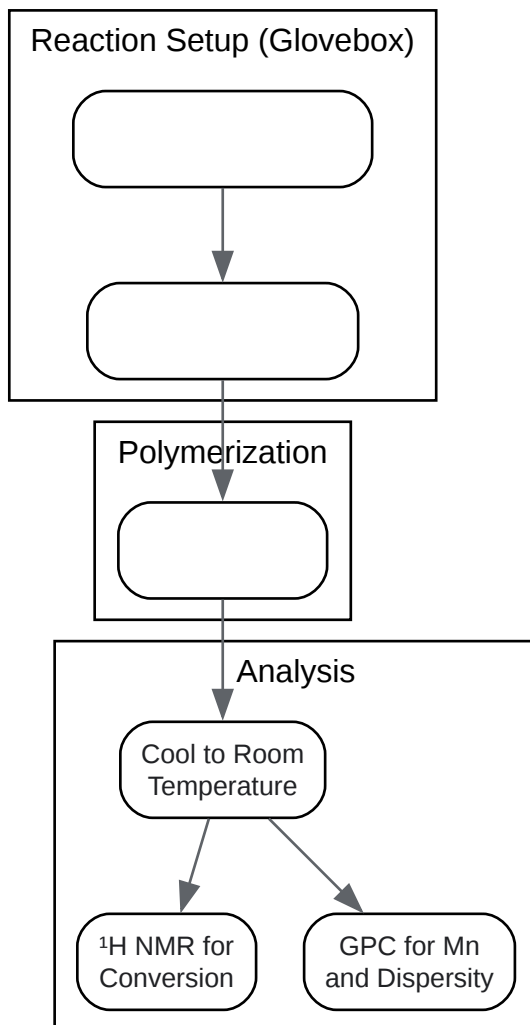 Reaction Setup (Glovebox)
Polymerization
Analysis
Cool to Room
Temperature
¹H NMR for
Conversion
GPC for Mn
and Dispersity